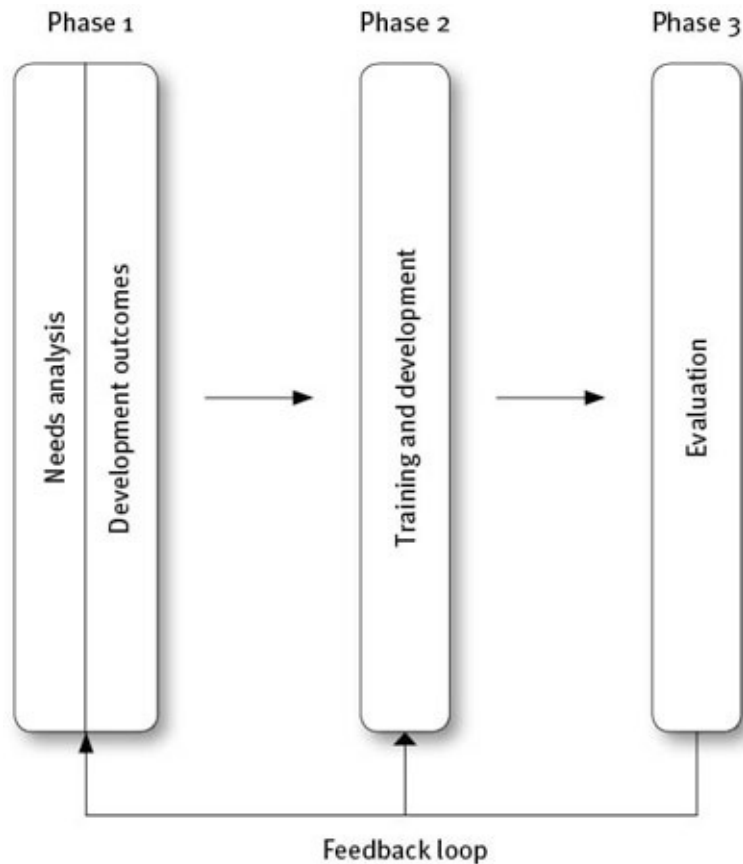 Phase 1
Phase 2
Phase 3
Needs analysis
Development outcomes
Training and development
Evaluation
Feedback loop